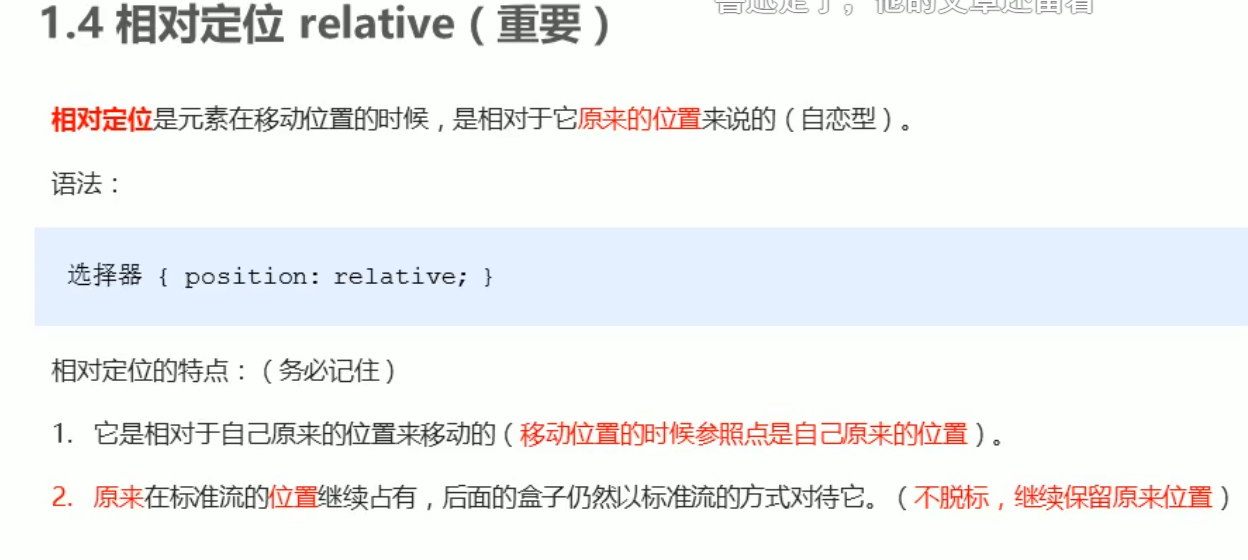 1.4 相对定位 relative（重要）
相对定位是元素在移动位置的时候，是相对于它原来的位置来说的（自恋型）。
语法：
选择器 { position: relative; }
相对定位的特点：（务必记住）
1. 它是相对于自己原来的位置来移动的（移动位置的时候参照点是自己原来的位置）。
2. 原来在标准流的位置继续占有，后面的盒子仍然以标准流的方式对待它。（不脱标，继续保留原来位置）